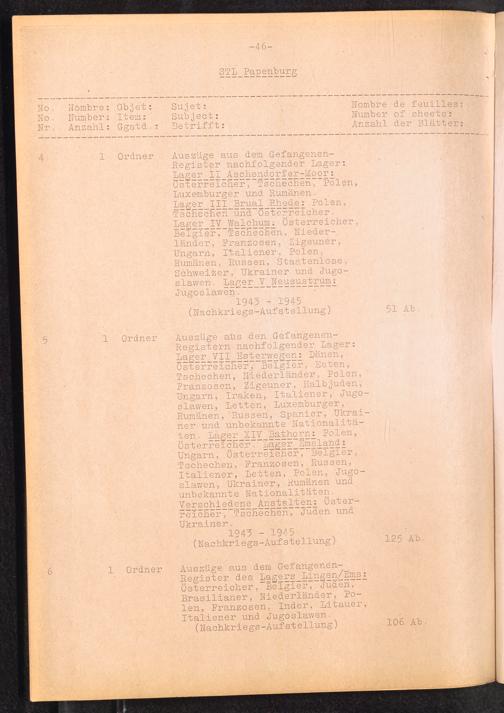 -46-
STL Papenburg
No. Nombre: Objet: Sujet: Nombre de feuilles:
No. Number: Item: Subject: Number of sheets:
Nr. Anzahl: Ggstd.: Betrifft: Anzahl der Blätter:
4 1 Ordner Auszüge aus dem Gefangenen-
Register nachfolgender Lager:
Lager II Aschendorfer-Moor:
Österreicher, Tschechen, Polen,
Luxemburger und Rumänen.
Lager III Brual Rhede: Polen,
Tschechen und Österreicher.
Lager IV Walchum: Österreicher,
Belgier, Tschechen, Nieder-
länder, Franzosen, Zigeuner,
Ungarn, Italiener, Polen,
Rumänen, Russen, Staatenlose,
Schweizer, Ukrainer und Jugo-
slawen. Lager V Neusustrum:
Jugoslawen.
1943 - 1945
(Nachkriegs-Aufstellung) 51 Ab.
5 1 Ordner Auszüge aus den Gefangenen-
Registern nachfolgender Lager:
Lager VII Esterwegen: Dänen,
Österreicher, Belgier, Esten,
Tschechen, Niederländer, Polen,
Franzosen, Zigeuner, Halbjuden,
Ungarn, Iraken, Italiener, Jugo-
slawen, Letten, Luxemburger,
Rumänen, Russen, Spanier, Ukrai-
ner und unbekannte Nationalitä-
ten. Lager XIV Bathorn: Polen,
Österreicher. Lager Emsland:
Ungarn, Österreicher, Belgier,
Tschechen, Franzosen, Russen,
Italiener, Letten, Polen, Jugo-
slawen, Ukrainer, Rumänen und
unbekannte Nationalitäten.
Verschiedene Anstalten: Öster-
reicher, Tschechen, Juden und
Ukrainer.
1943 - 1945
(Nachkriegs-Aufstellung) 125 Ab.
6 1 Ordner Auszüge aus dem Gefangenen-
Register des Lagers Lingen/Ems:
Österreicher, Belgier, Juden,
Brasilianer, Niederländer, Po-
len, Franzosen, Inder, Litauer,
Italiener und Jugoslawen.
(Nachkriegs-Aufstellung) 106 Ab.